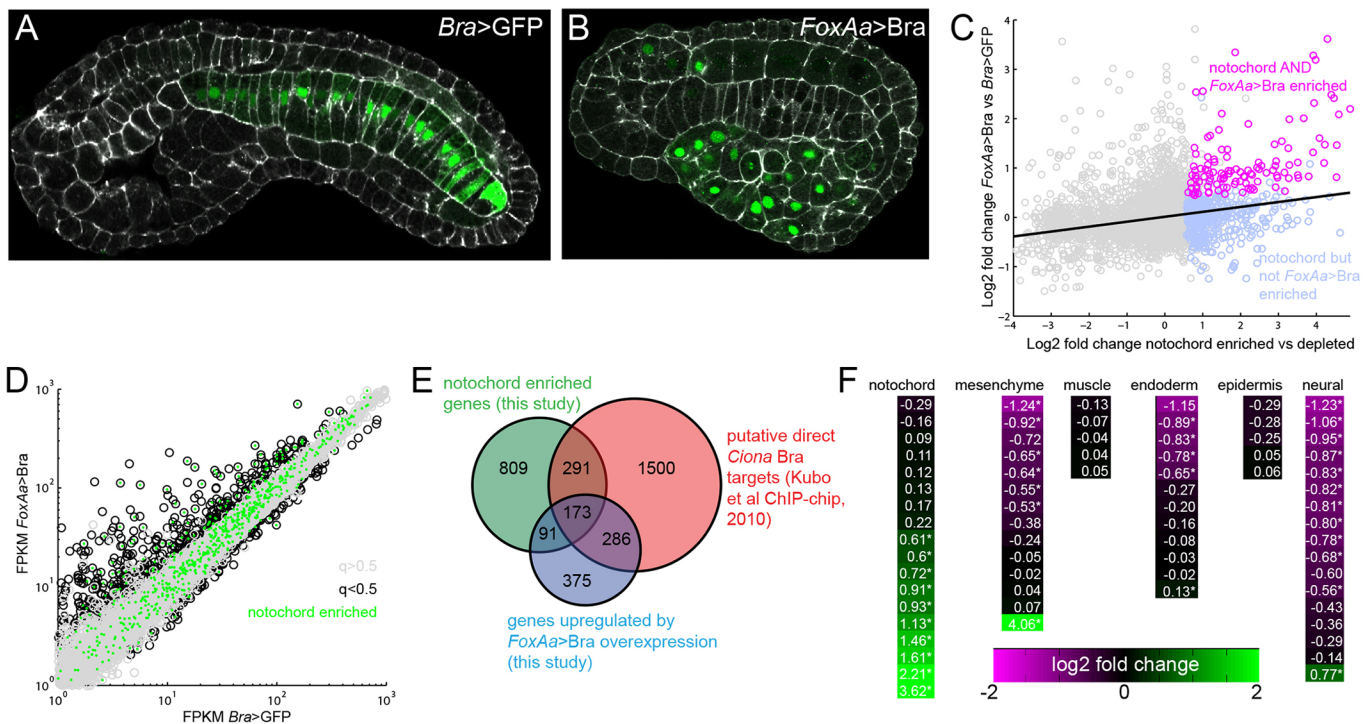 A
Bra>GFP
B
FoxAa>Bra
C
Log2 fold change FoxAa>Bra vs Bra>GFP
4
3
2
1
0
−1
−2
notochord AND
FoxAa>Bra enriched
notochord but
not FoxAa>Bra
enriched
−4
−3
−2
−1
0
1
2
3
4
Log2 fold change notochord enriched vs depleted
D
FPKM FoxAa>Bra
10³
10²
10¹
10⁰
q>0.5
q<0.5
notochord enriched
10⁰
10¹
10²
10³
FPKM Bra>GFP
E
notochord enriched
genes (this study)
809
291
1500
173
91
286
375
putative direct
Ciona Bra
targets (Kubo
et al ChIP-chip,
2010)
genes upregulated by
FoxAa>Bra overexpression
(this study)
F
notochord
-0.29
-0.16
0.09
0.11
0.12
0.13
0.17
0.22
0.61*
0.6*
0.72*
0.91*
0.93*
1.13*
1.46*
1.61*
2.21*
3.62*
mesenchyme
-1.24*
-0.92*
-0.72
-0.65*
-0.64*
-0.55*
-0.53*
-0.38
-0.24
-0.05
-0.02
0.04
0.07
4.06*
muscle
-0.13
-0.07
-0.04
0.04
0.05
endoderm
-1.15
-0.89*
-0.83*
-0.78*
-0.65*
-0.27
-0.20
-0.16
-0.08
-0.03
-0.02
0.13*
epidermis
-0.29
-0.28
-0.25
0.05
0.06
neural
-1.23*
-1.06*
-0.95*
-0.87*
-0.83*
-0.82*
-0.81*
-0.80*
-0.78*
-0.68*
-0.60
-0.56*
-0.43
-0.36
-0.29
-0.14
0.77*
log2 fold change
-2
0
2